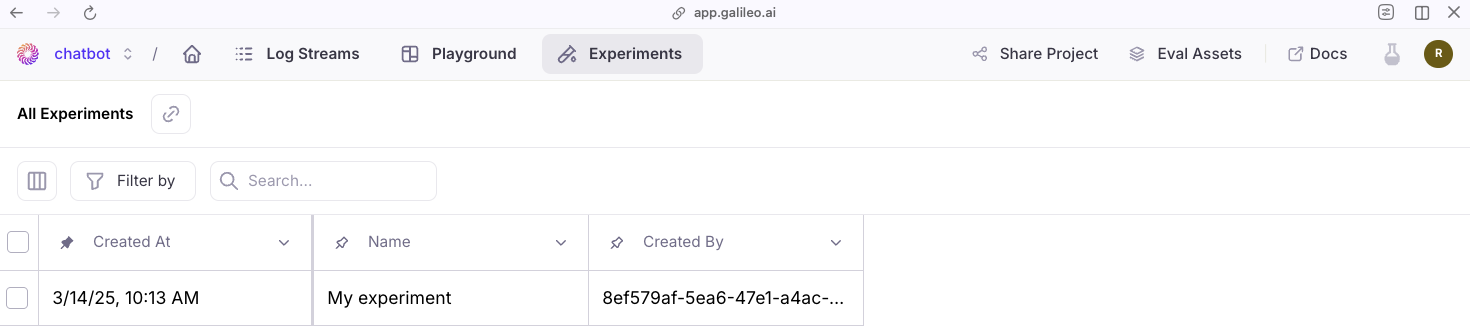 app.galileo.ai
chatbot / Log Streams Playground Experiments Share Project Eval Assets Docs R
All Experiments
Filter by Search...
Created At Name Created By
3/14/25, 10:13 AM My experiment 8ef579af-5ea6-47e1-a4ac-...